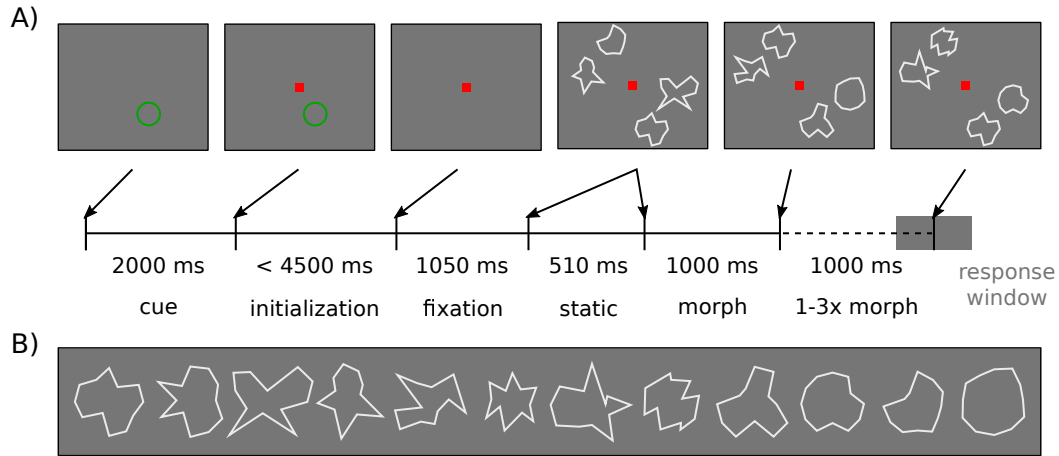 A)
2000 ms < 4500 ms 1050 ms 510 ms 1000 ms 1000 ms
cue initialization fixation static morph 1-3x morph
response
window
B)